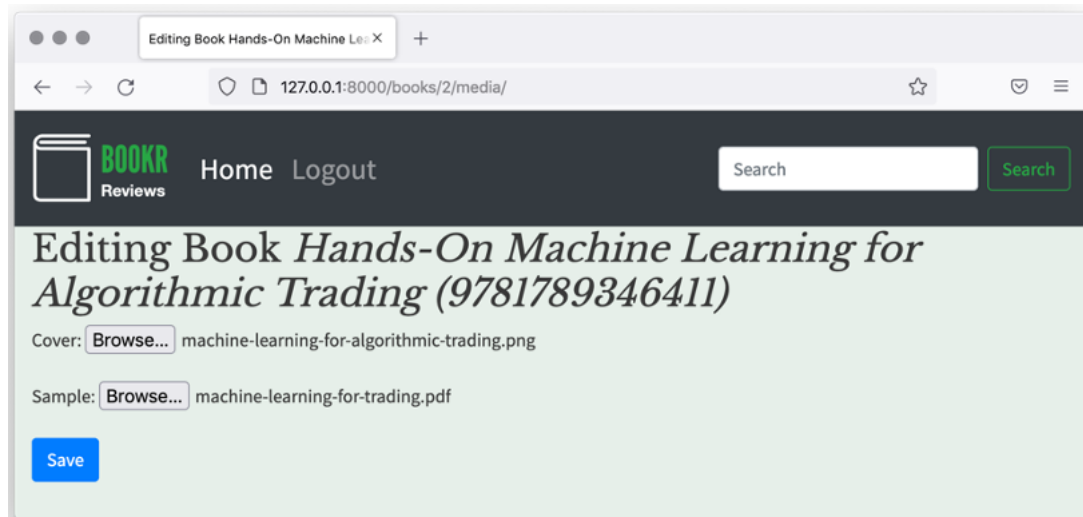 Editing Book Hands-On Machine Lea
127.0.0.1:8000/books/2/media/
BOOKR
Reviews
Home Logout
Search
Search
Editing Book Hands-On Machine Learning for
Algorithmic Trading (9781789346411)
Cover: Browse... machine-learning-for-algorithmic-trading.png
Sample: Browse... machine-learning-for-trading.pdf
Save